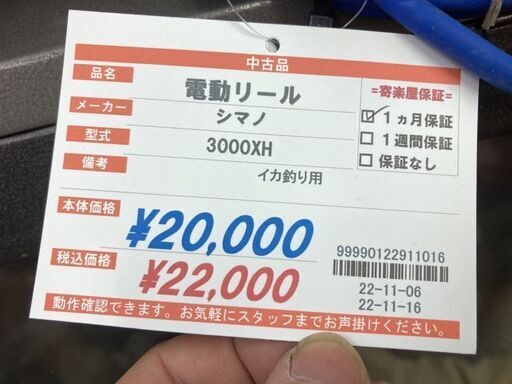 中古品
品名 電動リール
メーカー シマノ
型式 3000XH
備考 イカ釣り用
=寄楽屋保証=
1ヵ月保証
1週間保証
保証なし
本体価格 ¥20,000
税込価格 ¥22,000
99990122911016
22-11-06
22-11-16
動作確認できます。お気軽にスタッフまでお声掛けください。